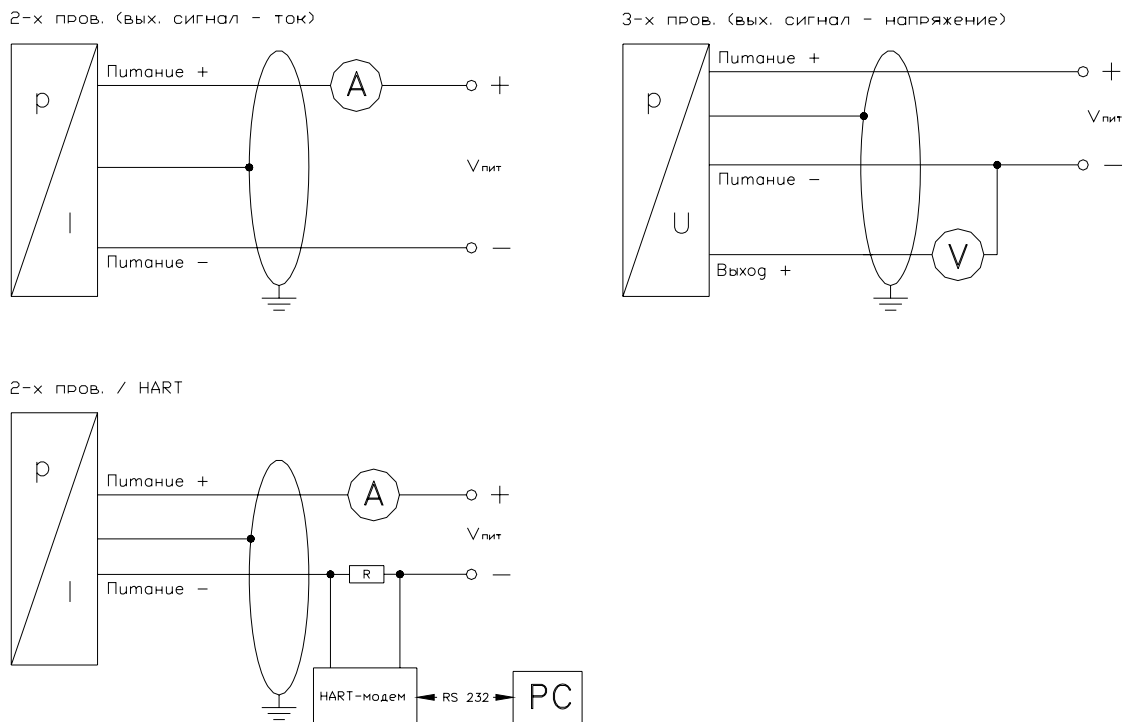 2-х пров. (вых. сигнал - ток)
Питание +
p
A
+
Vпит
I
Питание -
-
3-х пров. (вых. сигнал - напряжение)
Питание +
+
p
Vпит
Питание -
-
U
V
Выход +
2-х пров. / HART
p
Питание +
A
+
Vпит
I
Питание -
R
-
HART-модем
RS 232
PC